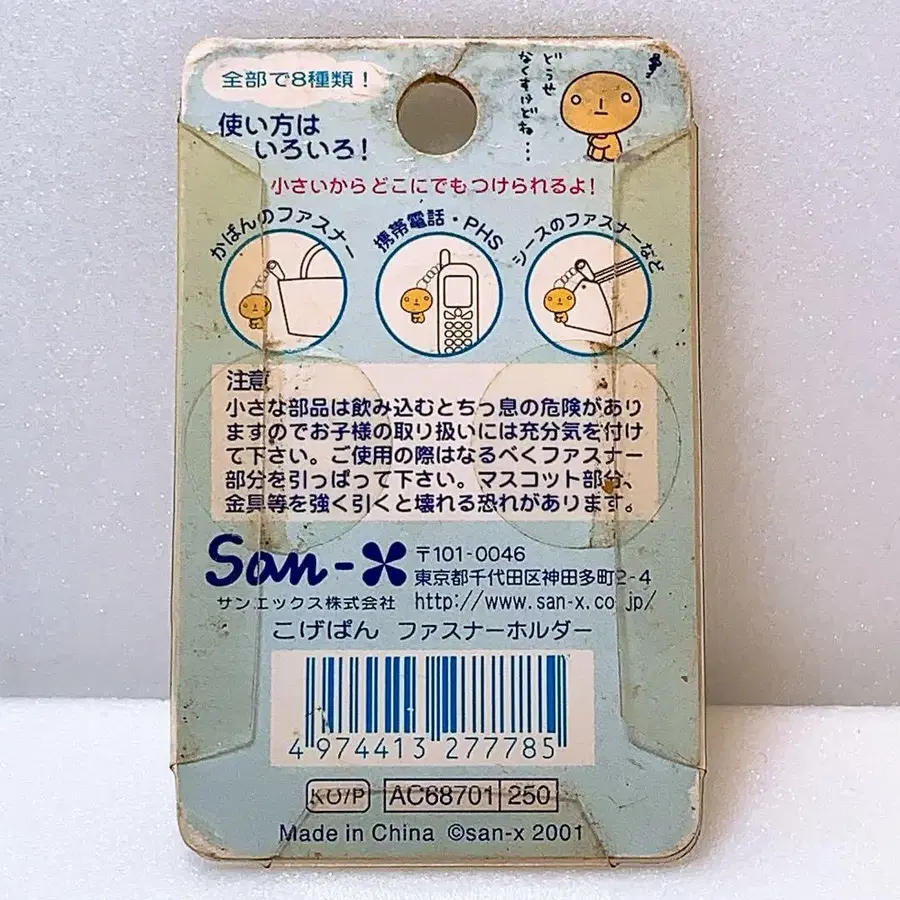 全部で8種類！
どうせ
なくすけどね…
使い方は
いろいろ！
小さいからどこにでもつけられるよ！
かばんのファスナー
携帯電話・PHS
シースのファスナーなど
注意
小さな部品は飲み込むとちっ息の危険があり
ますのでお子様の取り扱いには充分気を付け
て下さい。ご使用の際はなるべくファスナー
部分を引っぱって下さい。マスコット部分、
金具等を強く引くと壊れる恐れがあります。
San-X
〒101-0046
東京都千代田区神田多町2-4
サンエックス株式会社
http://www.san-x.co.jp/
こげぱん ファスナーホルダー
4 974413 277785
KO/P AC68701 250
Made in China ©san-x 2001